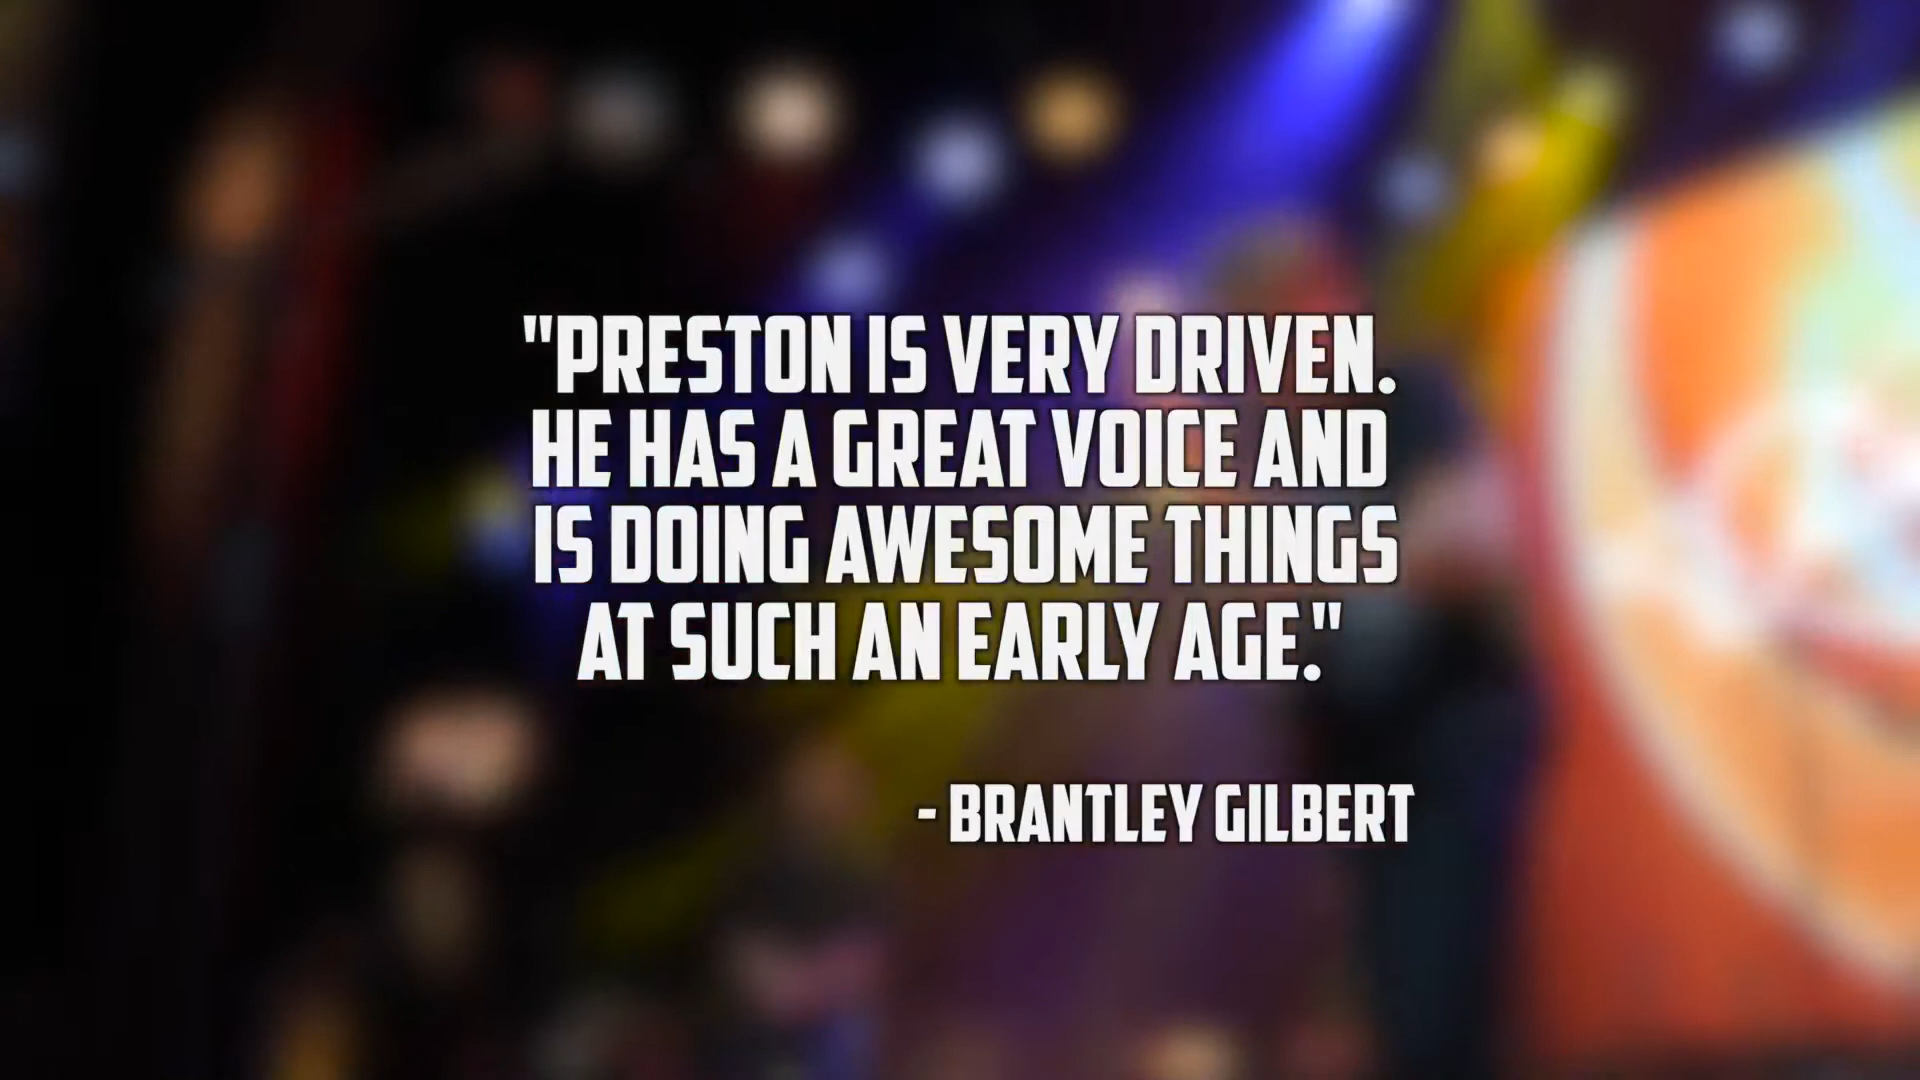 "PRESTON IS VERY DRIVEN.
HE HAS A GREAT VOICE AND
IS DOING AWESOME THINGS
AT SUCH AN EARLY AGE."
- BRANTLEY GILBERT